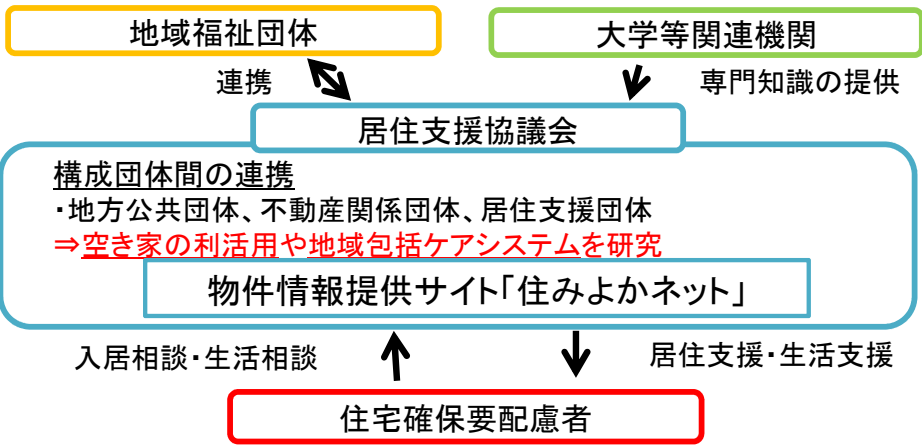 地域福祉団体
大学等関連機関
連携
専門知識の提供
居住支援協議会
構成団体間の連携
・地方公共団体、不動産関係団体、居住支援団体
⇒空き家の利活用や地域包括ケアシステムを研究
物件情報提供サイト「住みよかネット」
入居相談・生活相談
居住支援・生活支援
住宅確保要配慮者